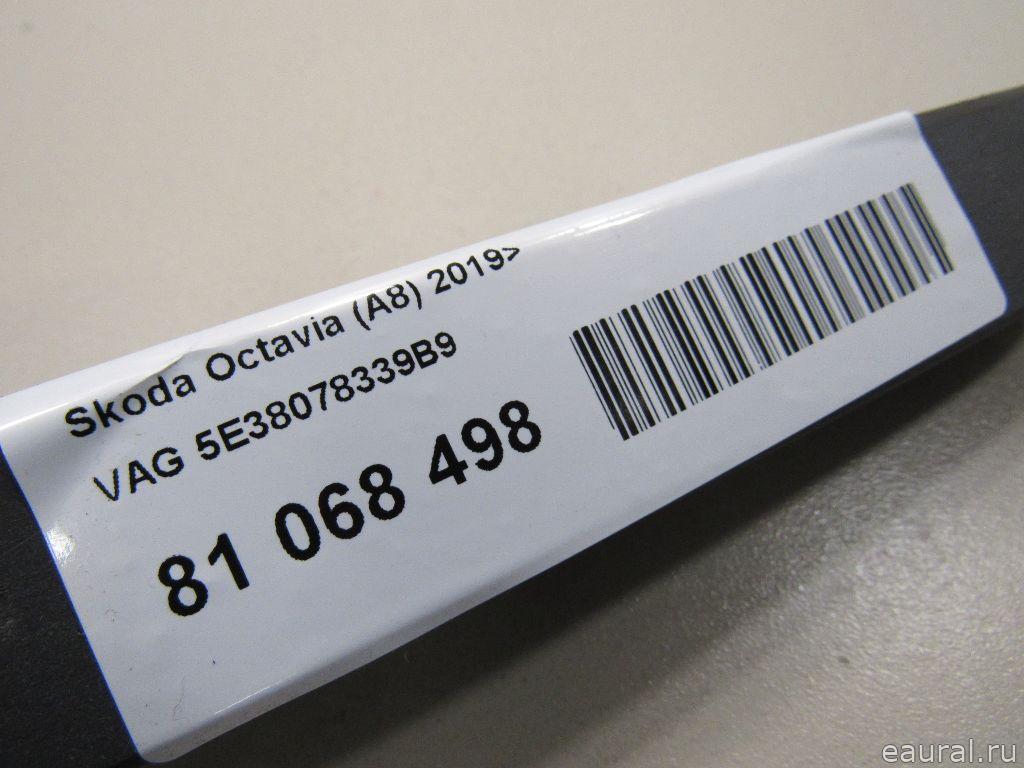 Skoda Octavia (A8) 2019>
VAG 5E38078339B9
81 068 498
eaural.ru